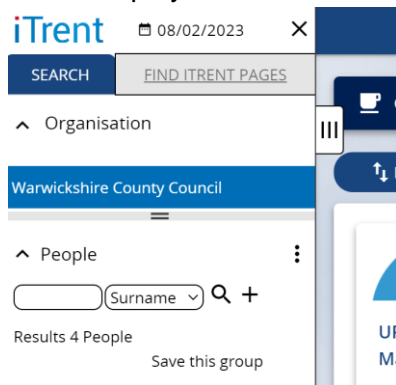 iTrent 08/02/2023
SEARCH FIND ITRENT PAGES
Organisation
Warwickshire County Council
People
Surname
Results 4 People
Save this group